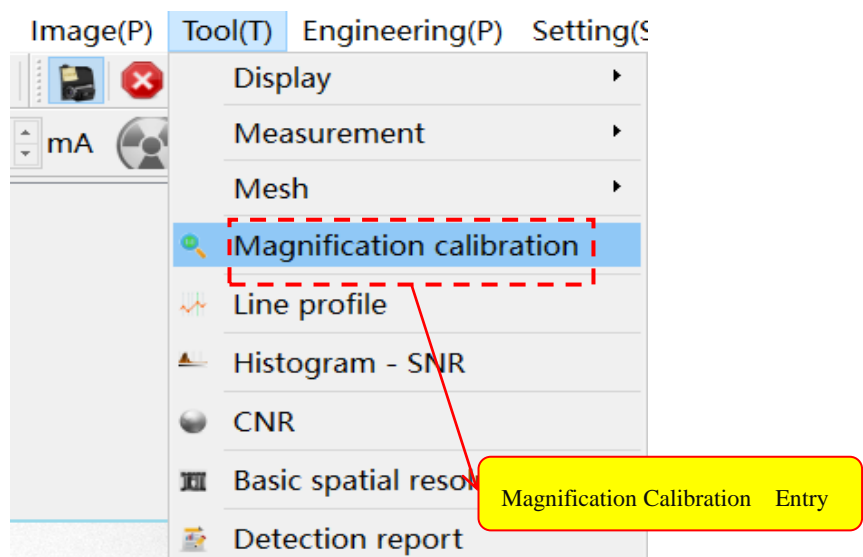 Image(P) Tool(T) Engineering(P) Setting(
Display
mA
Measurement
Mesh
Magnification calibration
Line profile
Histogram - SNR
CNR
Basic spatial
Magnification Calibration Entry
Detection report